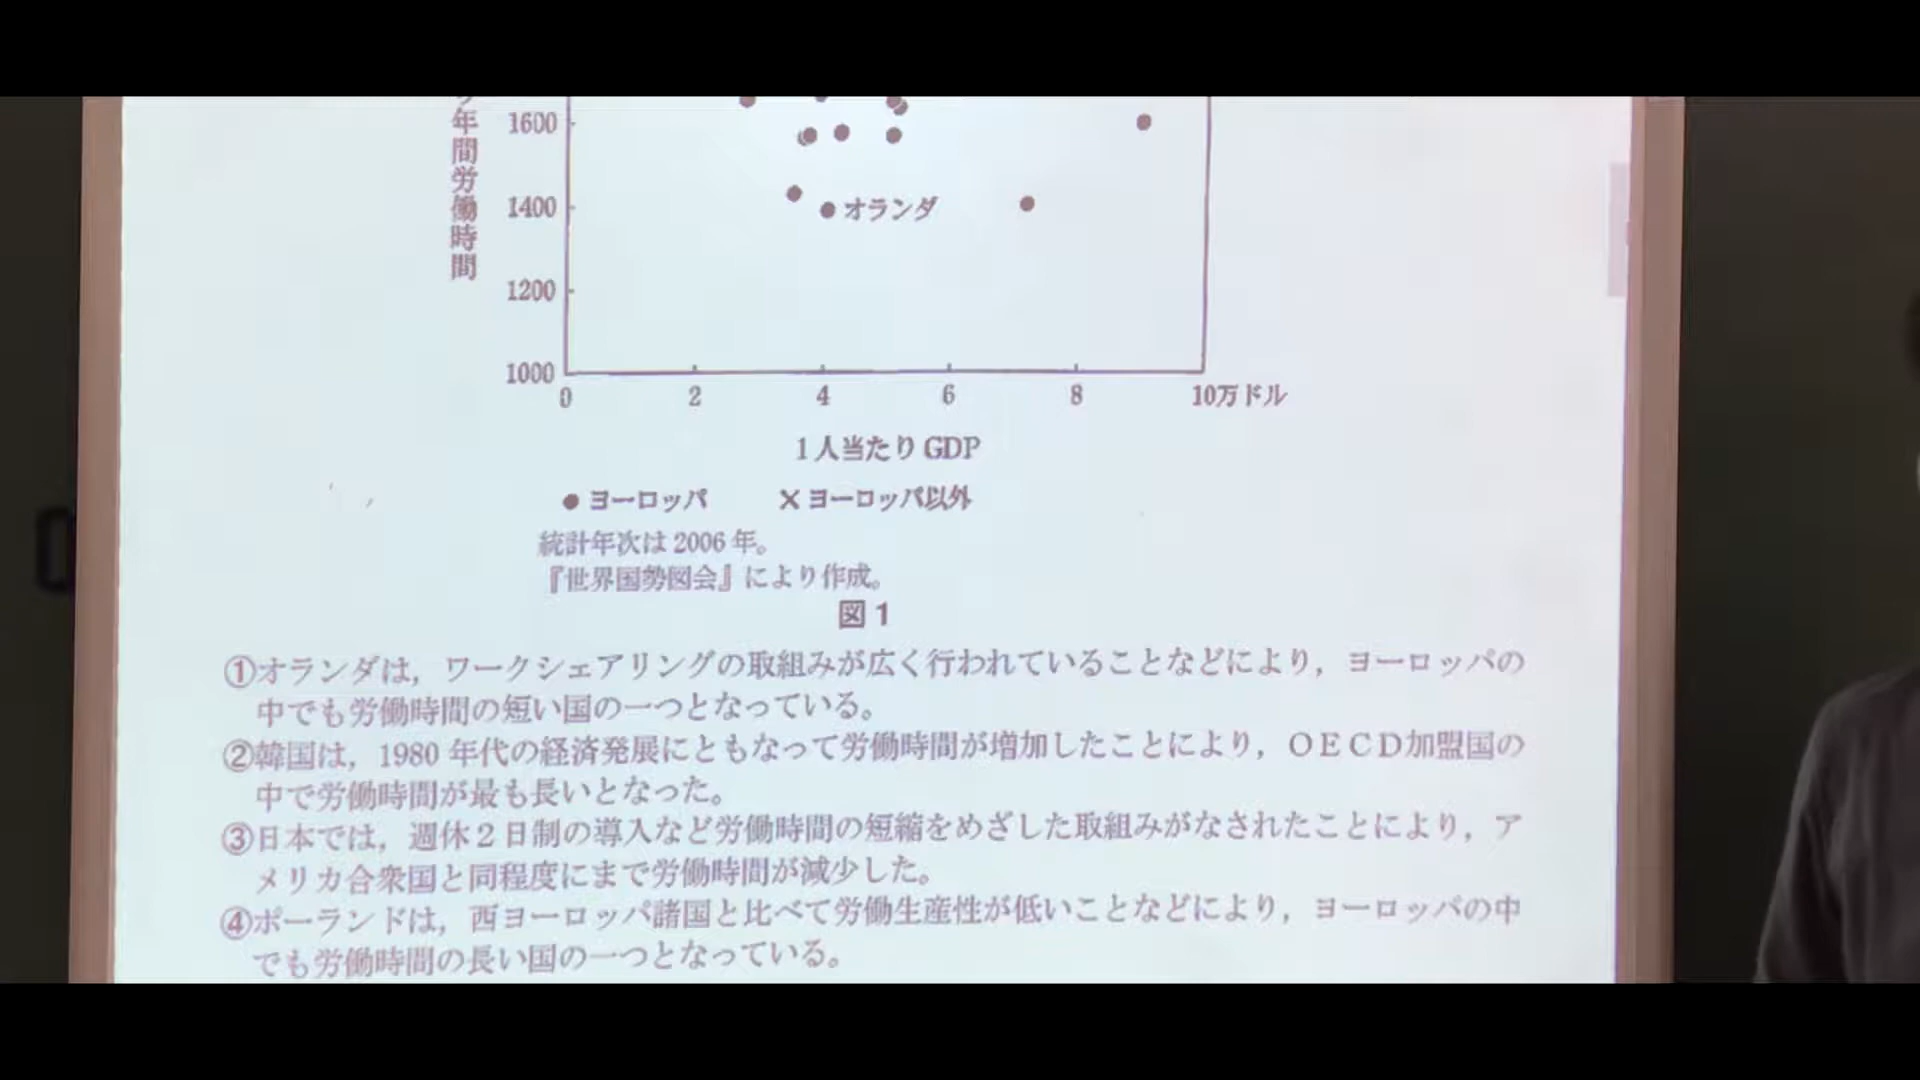 年間労働時間
1600
1400
オランダ
1200
1000
0 2 4 6 8 10万ドル
1人当たりGDP
● ヨーロッパ × ヨーロッパ以外
統計年次は2006年。
『世界国勢図会』により作成。
図1
①オランダは，ワークシェアリングの取組みが広く行われていることなどにより，ヨーロッパの
中でも労働時間の短い国の一つとなっている。
②韓国は，1980年代の経済発展にともなって労働時間が増加したことにより，OECD加盟国の
中で労働時間が最も長いとなった。
③日本では，週休2日制の導入など労働時間の短縮をめざした取組みがなされたことにより，ア
メリカ合衆国と同程度にまで労働時間が減少した。
④ポーランドは，西ヨーロッパ諸国と比べて労働生産性が低いことなどにより，ヨーロッパの中
でも労働時間の長い国の一つとなっている。